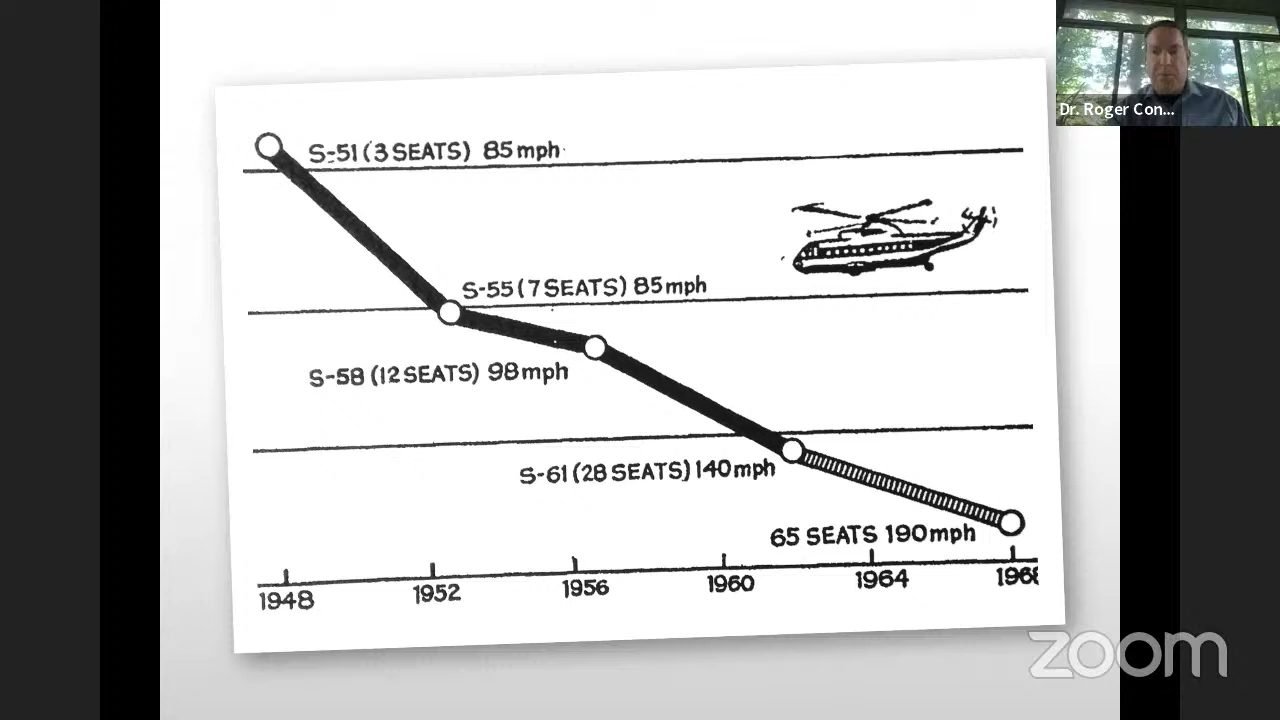 Dr. Roger Con...
S-51 (3 SEATS) 85 mph
S-55 (7 SEATS) 85 mph
S-58 (12 SEATS) 98 mph
S-61 (28 SEATS) 140 mph
65 SEATS 190 mph
1948 1952 1956 1960 1964 196
zoom